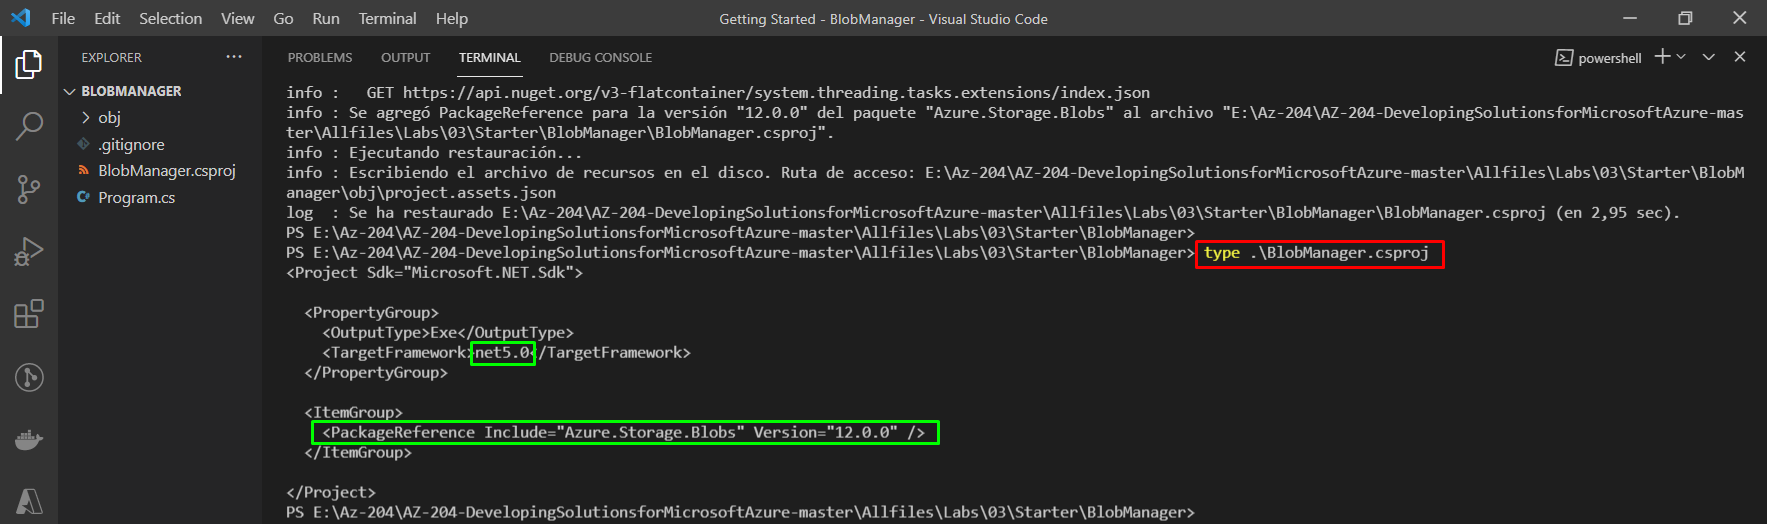 File Edit Selection View Go Run Terminal Help
Getting Started - BlobManager - Visual Studio Code
EXPLORER
BLOBMANAGER
obj
.gitignore
BlobManager.csproj
Program.cs
PROBLEMS OUTPUT TERMINAL DEBUG CONSOLE
powershell
info :   GET https://api.nuget.org/v3-flatcontainer/system.threading.tasks.extensions/index.json
info : Se agregó PackageReference para la versión "12.0.0" del paquete "Azure.Storage.Blobs" al archivo "E:\Az-204\AZ-204-DevelopingSolutionsforMicrosoftAzure-mas
ter\Allfiles\Labs\03\Starter\BlobManager\BlobManager.csproj".
info : Ejecutando restauración...
info : Escribiendo el archivo de recursos en el disco. Ruta de acceso: E:\Az-204\AZ-204-DevelopingSolutionsforMicrosoftAzure-master\Allfiles\Labs\03\Starter\BlobM
anager\obj\project.assets.json
log  : Se ha restaurado E:\Az-204\AZ-204-DevelopingSolutionsforMicrosoftAzure-master\Allfiles\Labs\03\Starter\BlobManager\BlobManager.csproj (en 2,95 sec).
PS E:\Az-204\AZ-204-DevelopingSolutionsforMicrosoftAzure-master\Allfiles\Labs\03\Starter\BlobManager>
PS E:\Az-204\AZ-204-DevelopingSolutionsforMicrosoftAzure-master\Allfiles\Labs\03\Starter\BlobManager> type .\BlobManager.csproj
<Project Sdk="Microsoft.NET.Sdk">
<PropertyGroup>
<OutputType>Exe</OutputType>
<TargetFramework>net5.0</TargetFramework>
</PropertyGroup>
<ItemGroup>
<PackageReference Include="Azure.Storage.Blobs" Version="12.0.0" />
</ItemGroup>
</Project>
PS E:\Az-204\AZ-204-DevelopingSolutionsforMicrosoftAzure-master\Allfiles\Labs\03\Starter\BlobManager>